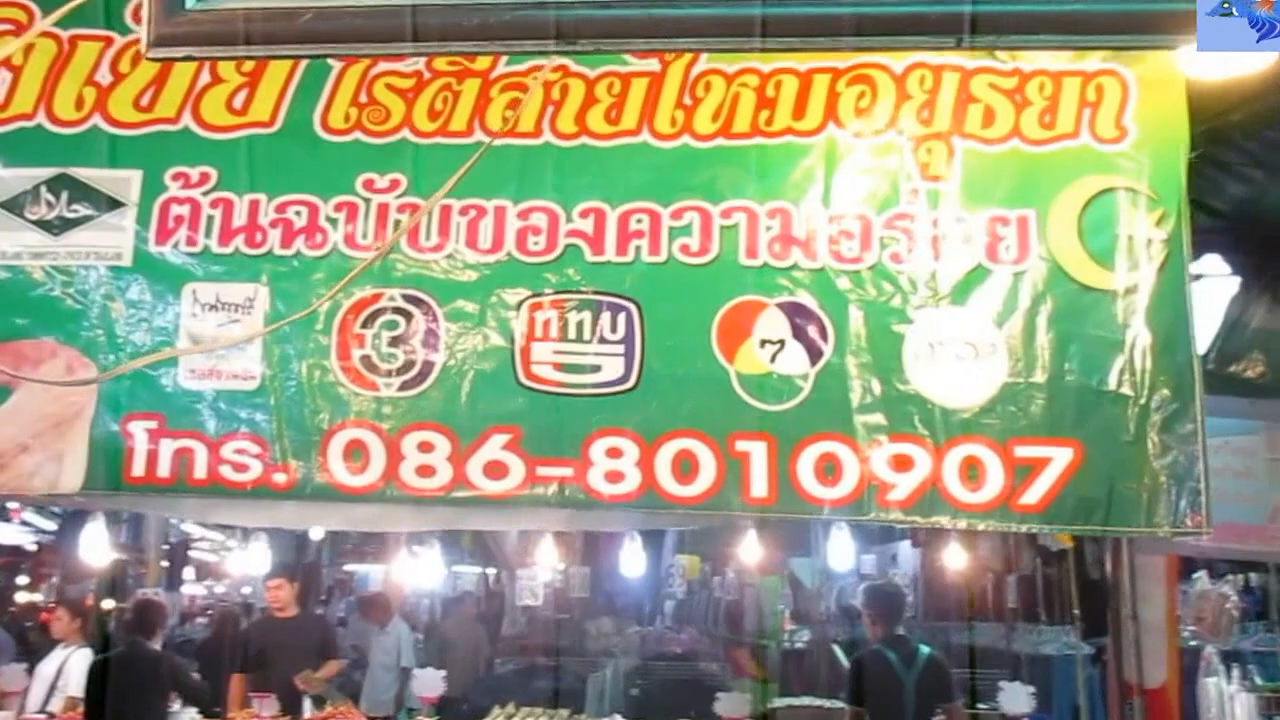 โรตีสายไหมอยุธยา
حلال
ต้นฉบับของความอร่อย
3
ททบ
5
7
โทร. 086-8010907